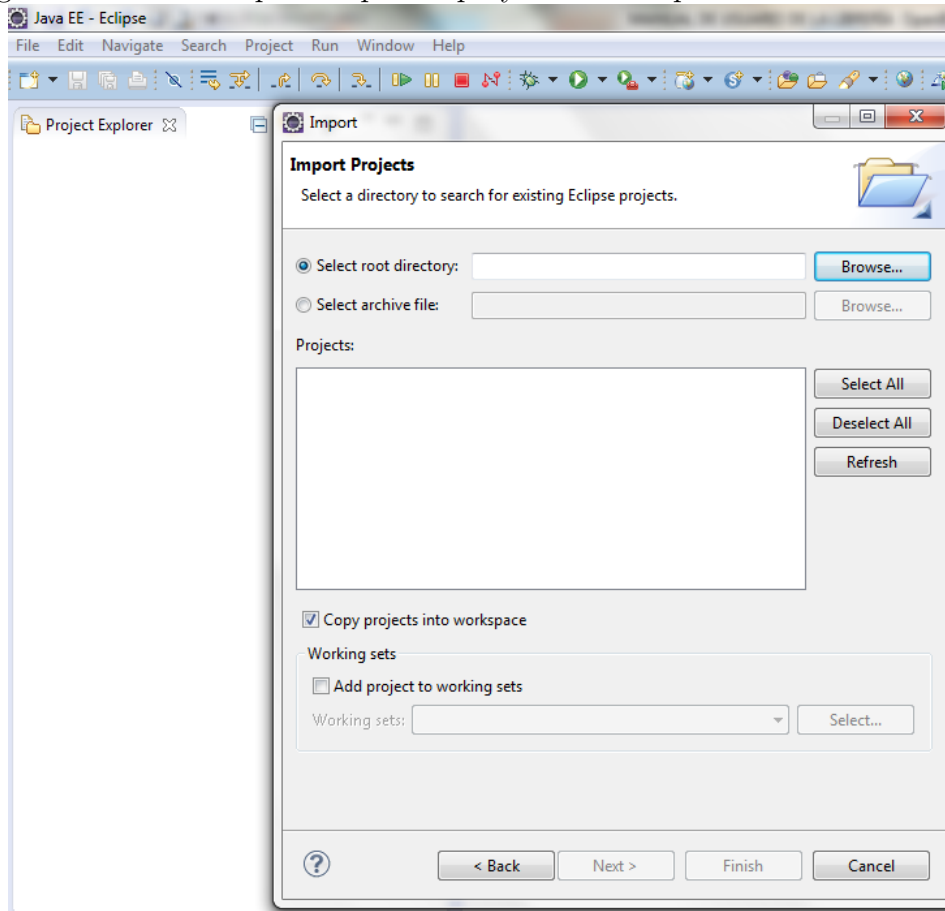 Java EE - Eclipse
File Edit Navigate Search Project Run Window Help
Project Explorer
Import
Import Projects
Select a directory to search for existing Eclipse projects.
Select root directory:
Browse...
Select archive file:
Browse...
Projects:
Select All
Deselect All
Refresh
Copy projects into workspace
Working sets
Add project to working sets
Working sets:
Select...
< Back
Next >
Finish
Cancel